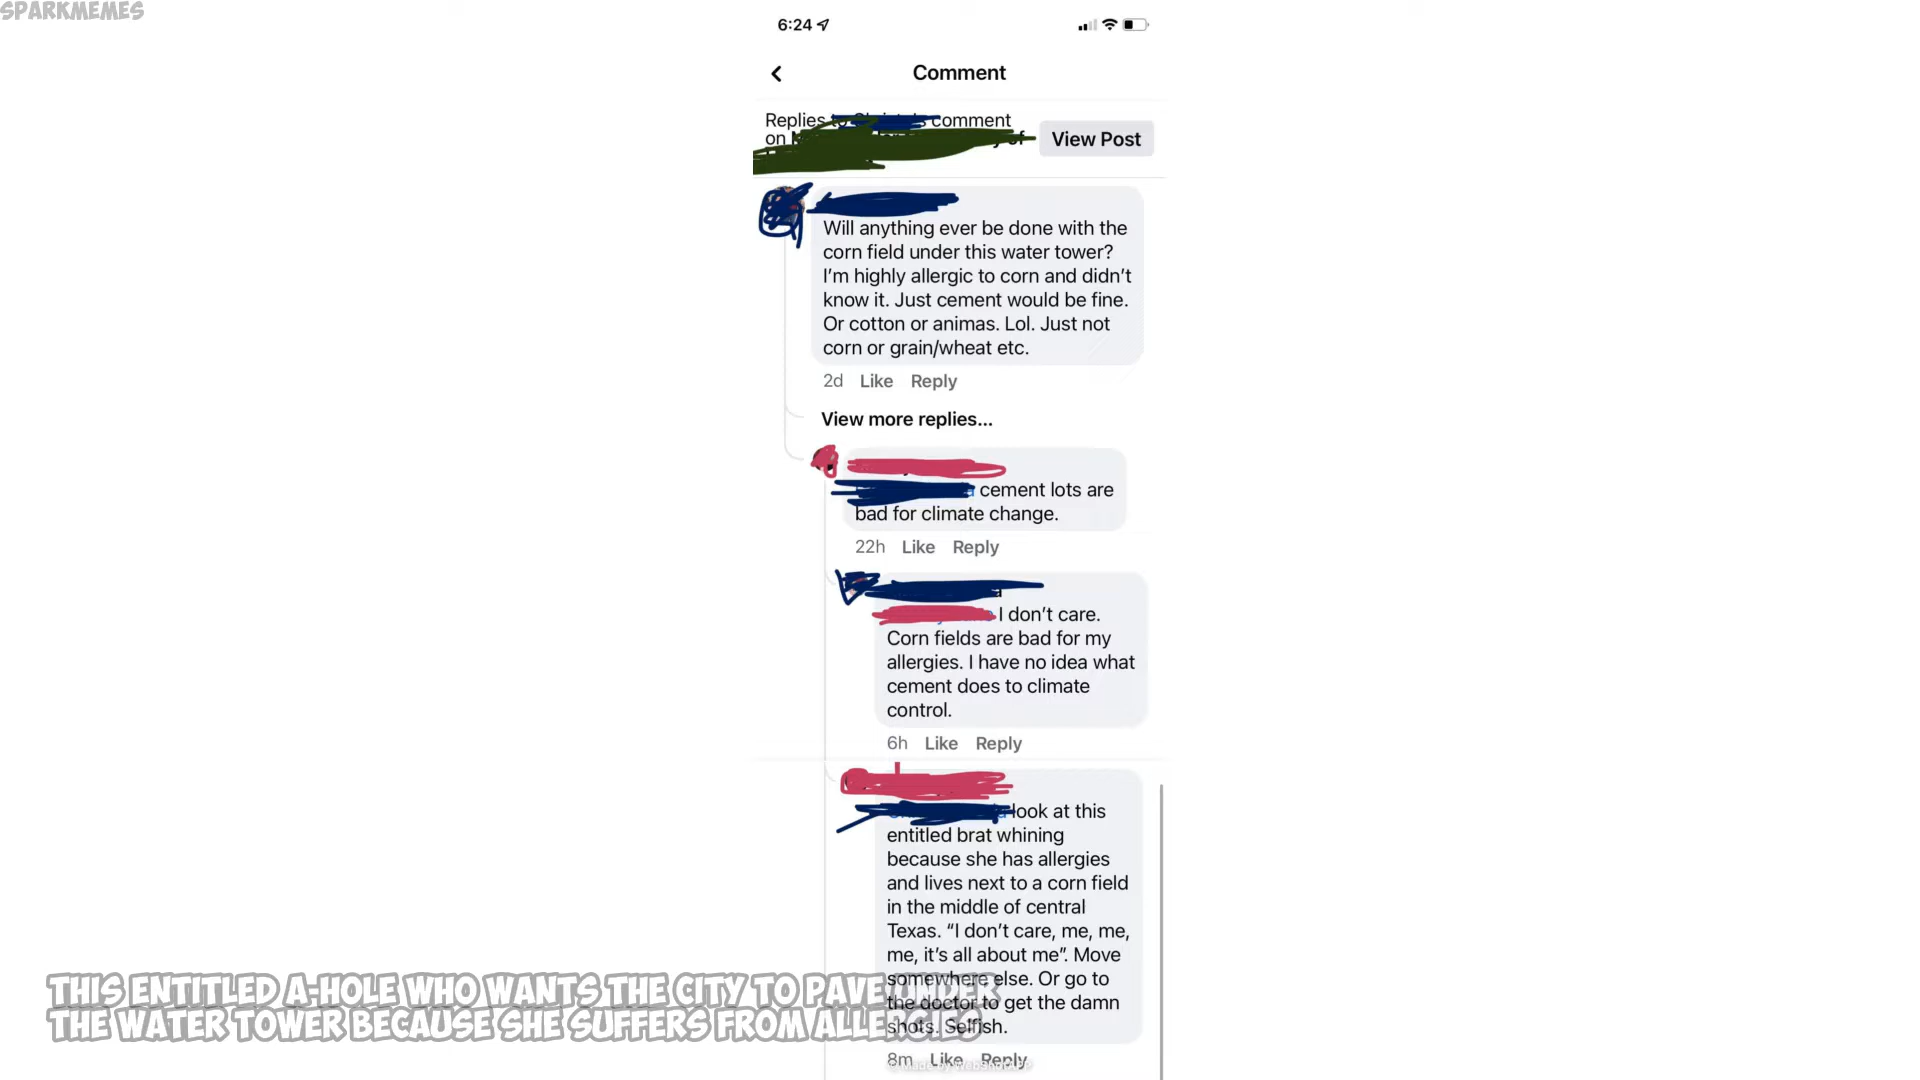 SPARKMEMES
6:24
Comment
Replies to comment
on of
View Post
Will anything ever be done with the
corn field under this water tower?
I'm highly allergic to corn and didn't
know it. Just cement would be fine.
Or cotton or animas. Lol. Just not
corn or grain/wheat etc.
2d Like Reply
View more replies...
cement lots are
bad for climate change.
22h Like Reply
I don't care.
Corn fields are bad for my
allergies. I have no idea what
cement does to climate
control.
6h Like Reply
look at this
entitled brat whining
because she has allergies
and lives next to a corn field
in the middle of central
Texas. “I don't care, me, me,
me, it's all about me”. Move
somewhere else. Or go to
the doctor to get the damn
shots. Selfish.
8m Like Reply
THIS ENTITLED A-HOLE WHO WANTS THE CITY TO PAVE UNDER
THE WATER TOWER BECAUSE SHE SUFFERS FROM ALLERGIES